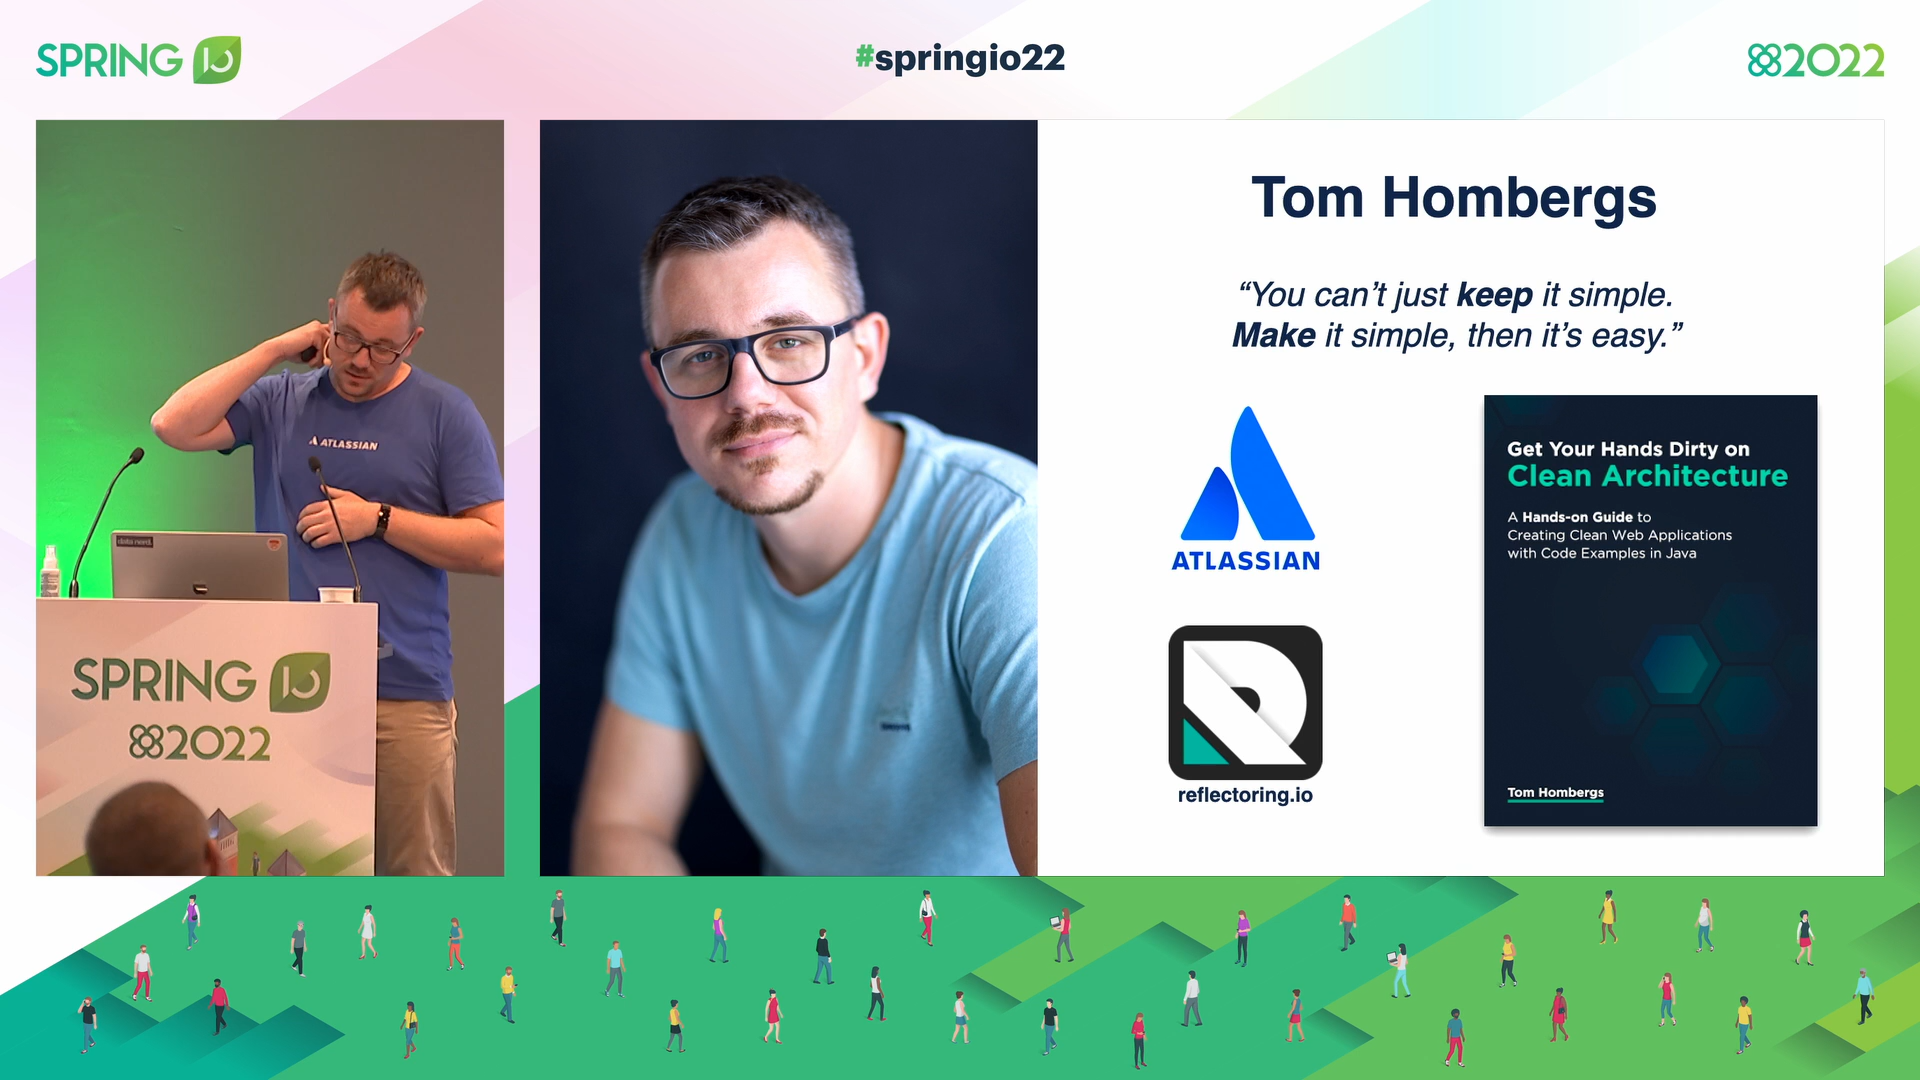 SPRING IO
#springio22
2022
ATLASSIAN
data nerd.
SPRING IO
2022
Tom Hombergs
“You can’t just keep it simple.
Make it simple, then it’s easy.”
ATLASSIAN
reflectoring.io
Get Your Hands Dirty on
Clean Architecture
A Hands-on Guide to
Creating Clean Web Applications
with Code Examples in Java
Tom Hombergs